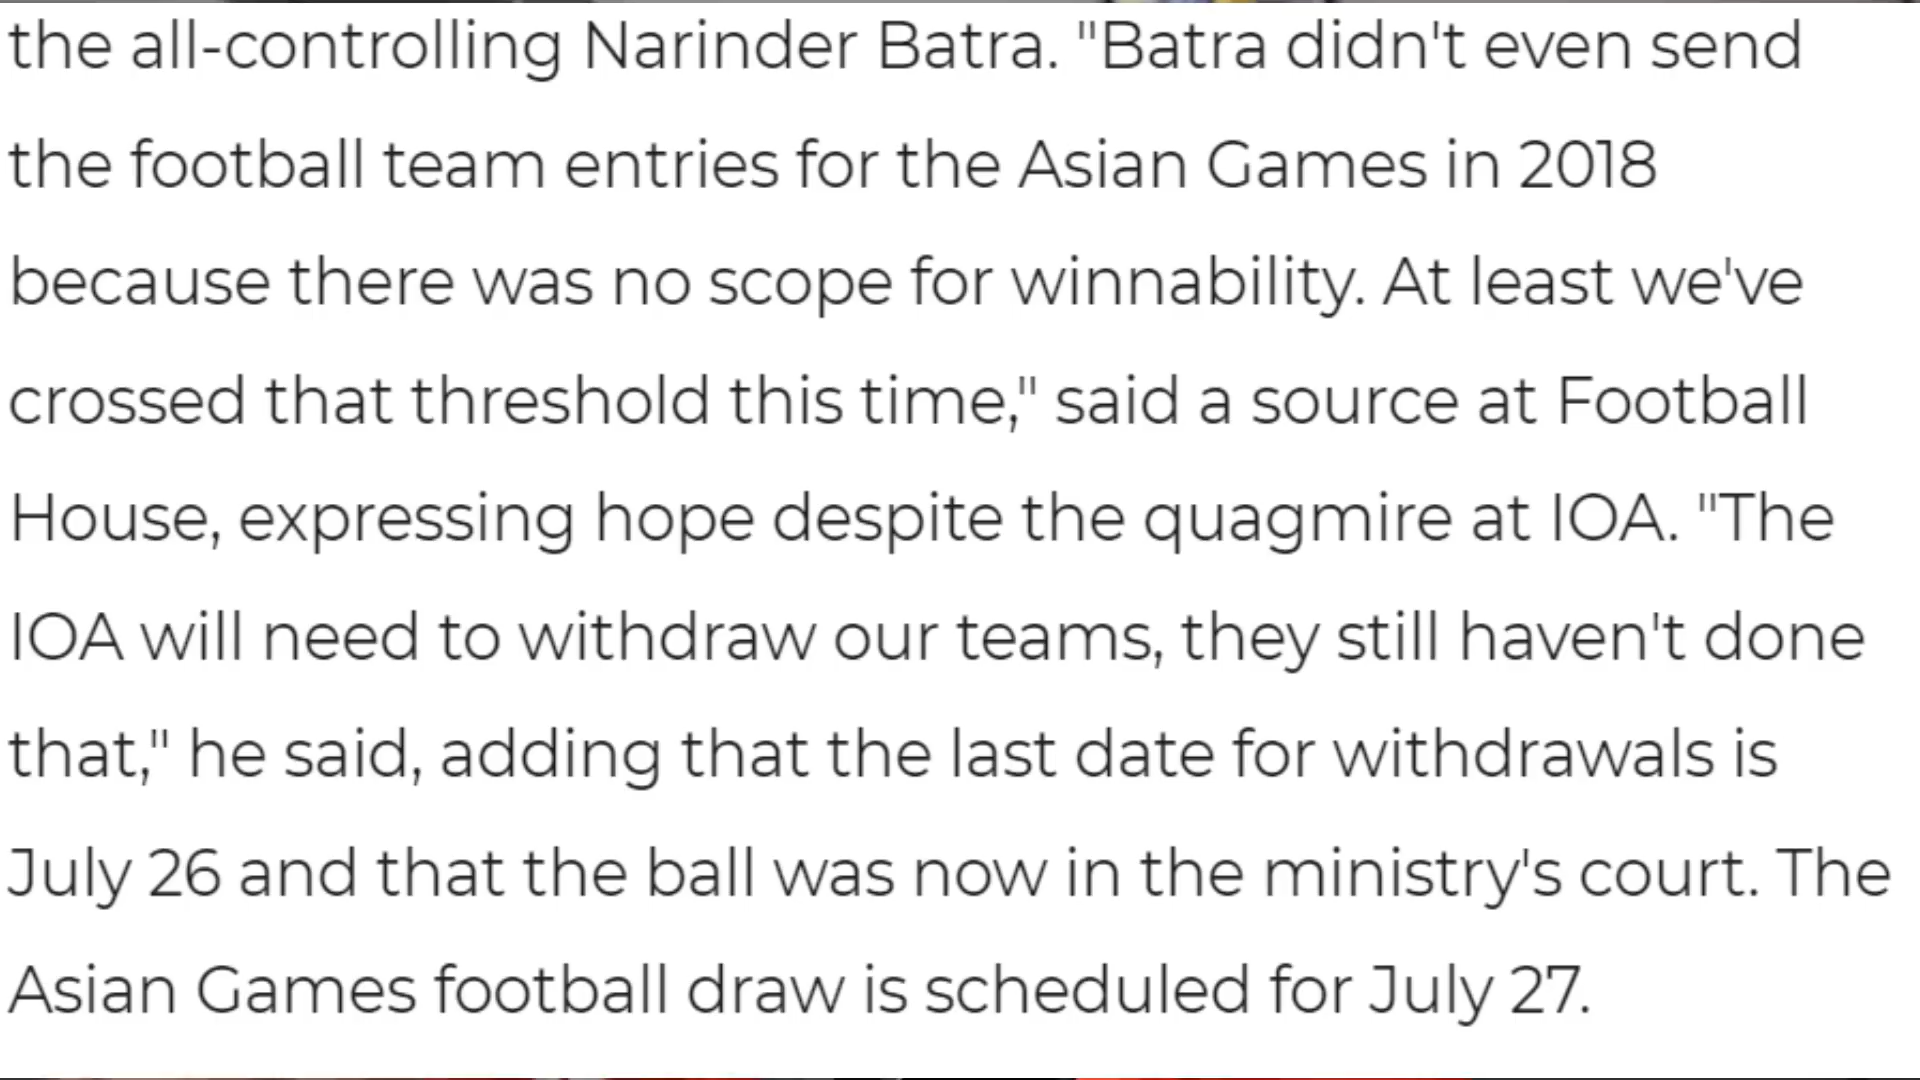 the all-controlling Narinder Batra. "Batra didn't even send
the football team entries for the Asian Games in 2018
because there was no scope for winnability. At least we've
crossed that threshold this time," said a source at Football
House, expressing hope despite the quagmire at IOA. "The
IOA will need to withdraw our teams, they still haven't done
that," he said, adding that the last date for withdrawals is
July 26 and that the ball was now in the ministry's court. The
Asian Games football draw is scheduled for July 27.